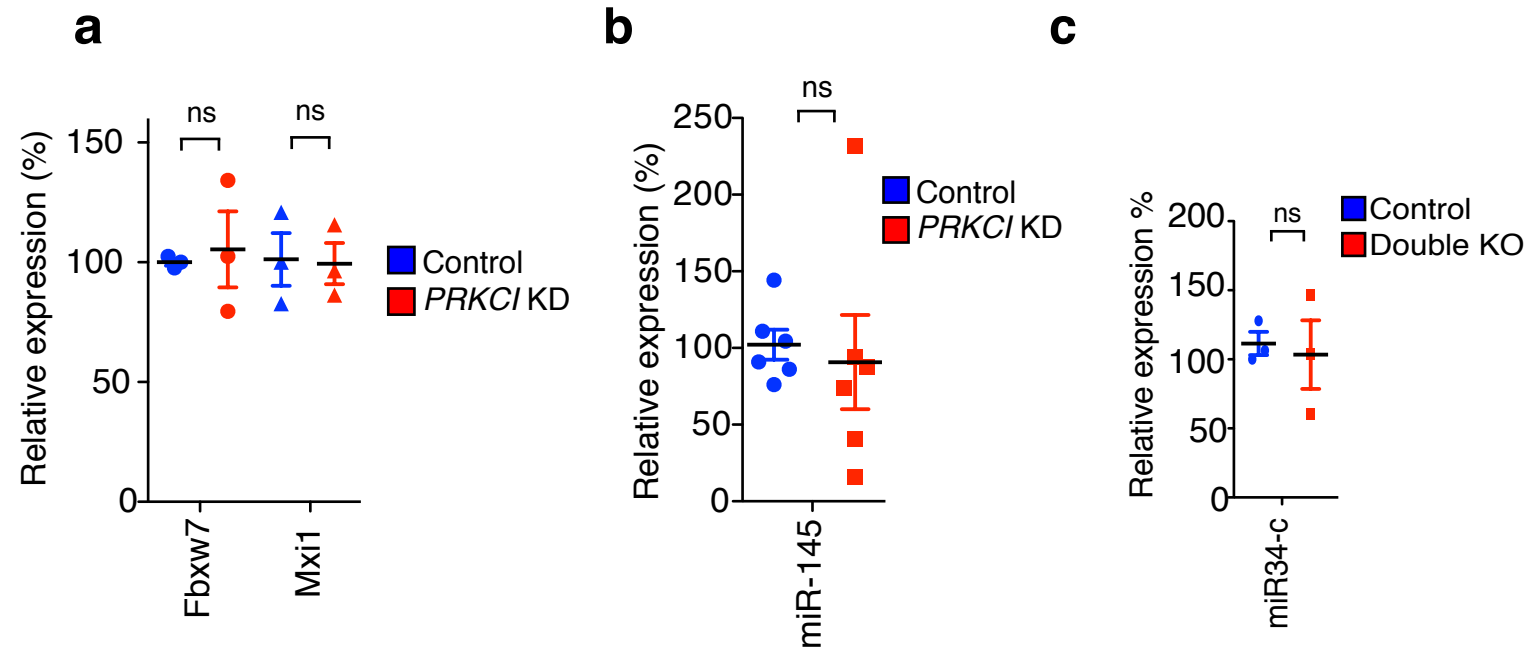 a
Relative expression (%)
150
100
50
0
ns
ns
Fbxw7
Mxi1
Control
PRKCI KD
b
Relative expression (%)
250
200
150
100
50
0
ns
miR-145
Control
PRKCI KD
c
Relative expression %
200
150
100
50
0
ns
miR34-c
Control
Double KO